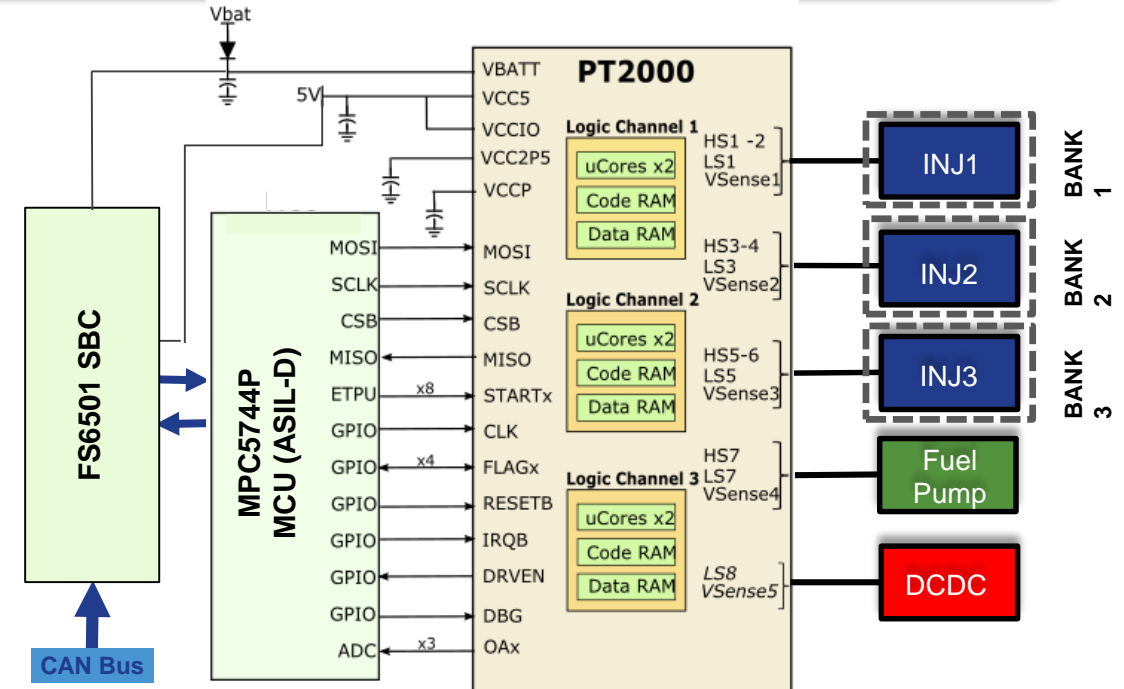 Vbat
5V
PT2000
VBATT
VCC5
VCCIO
VCC2P5
VCCP
MOSI
SCLK
CSB
MISO
STARTx
CLK
FLAGx
RESETB
IRQB
DRVEN
DBG
OAx
Logic Channel 1
uCores x2
Code RAM
Data RAM
Logic Channel 2
uCores x2
Code RAM
Data RAM
Logic Channel 3
uCores x2
Code RAM
Data RAM
HS1 -2
LS1
VSense1
HS3-4
LS3
VSense2
HS5-6
LS5
VSense3
HS7
LS7
VSense4
LS8
VSense5
INJ1
BANK
1
INJ2
BANK
2
INJ3
BANK
3
Fuel
Pump
DCDC
FS6501 SBC
CAN Bus
MPC5744P
MCU (ASIL-D)
MOSI
SCLK
CSB
MISO
ETPU
x8
GPIO
GPIO
x4
GPIO
GPIO
GPIO
GPIO
ADC
x3